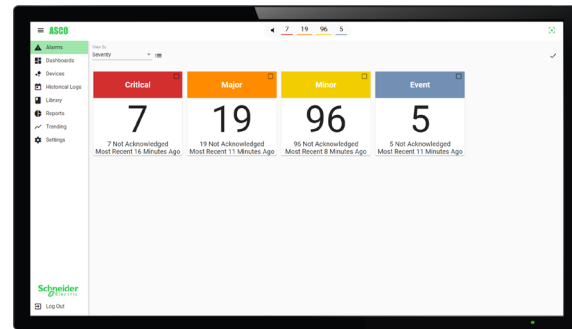 ASCO
7 19 96 5
Alarms
Dashboards
Devices
Historical Logs
Library
Reports
Trending
Settings
View By
Severity
Critical
7
7 Not Acknowledged
Most Recent 16 Minutes Ago
Major
19
19 Not Acknowledged
Most Recent 11 Minutes Ago
Minor
96
96 Not Acknowledged
Most Recent 8 Minutes Ago
Event
5
5 Not Acknowledged
Most Recent 11 Minutes Ago
Schneider
Electric
Log Out